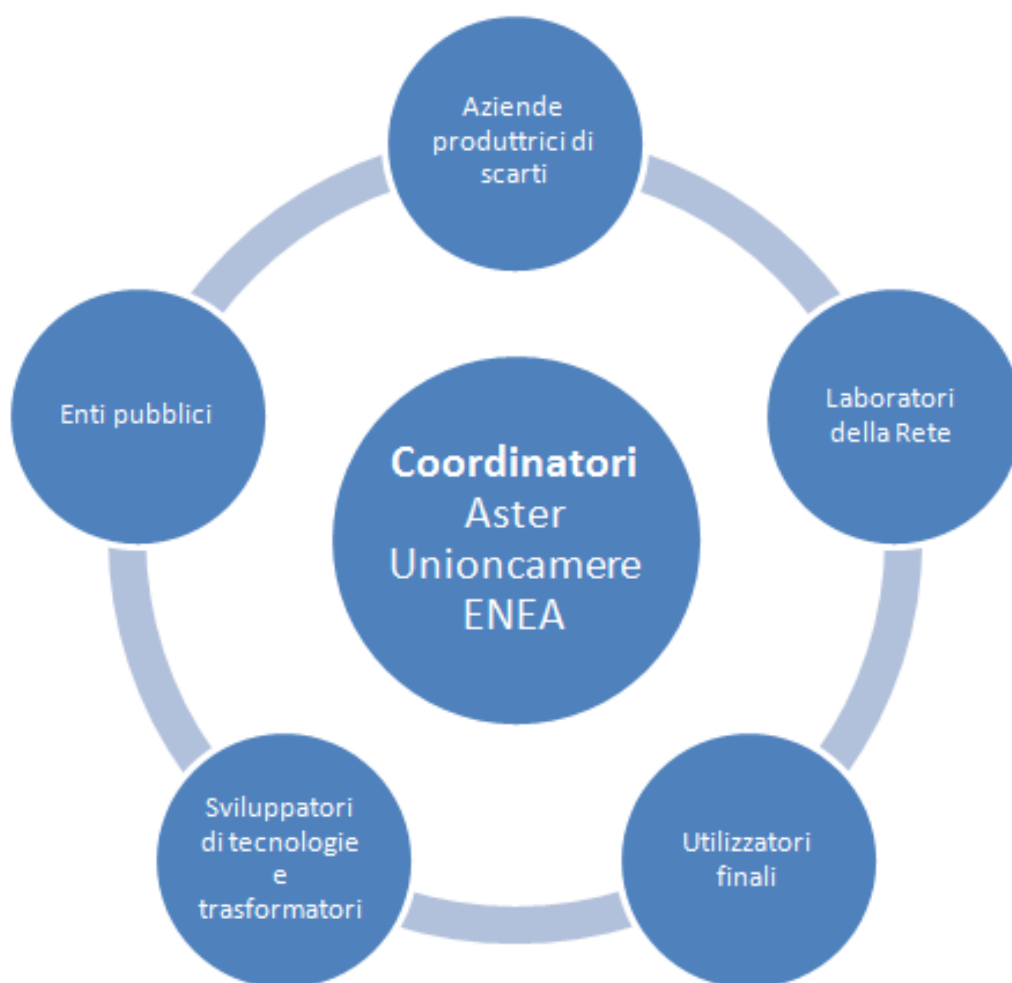 Aziende
produttrici di
scarti
Enti pubblici
Laboratori
della Rete
Coordinatori
Aster
Unioncamere
ENEA
Sviluppatori
di tecnologie
e
trasformatori
Utilizzatori
finali